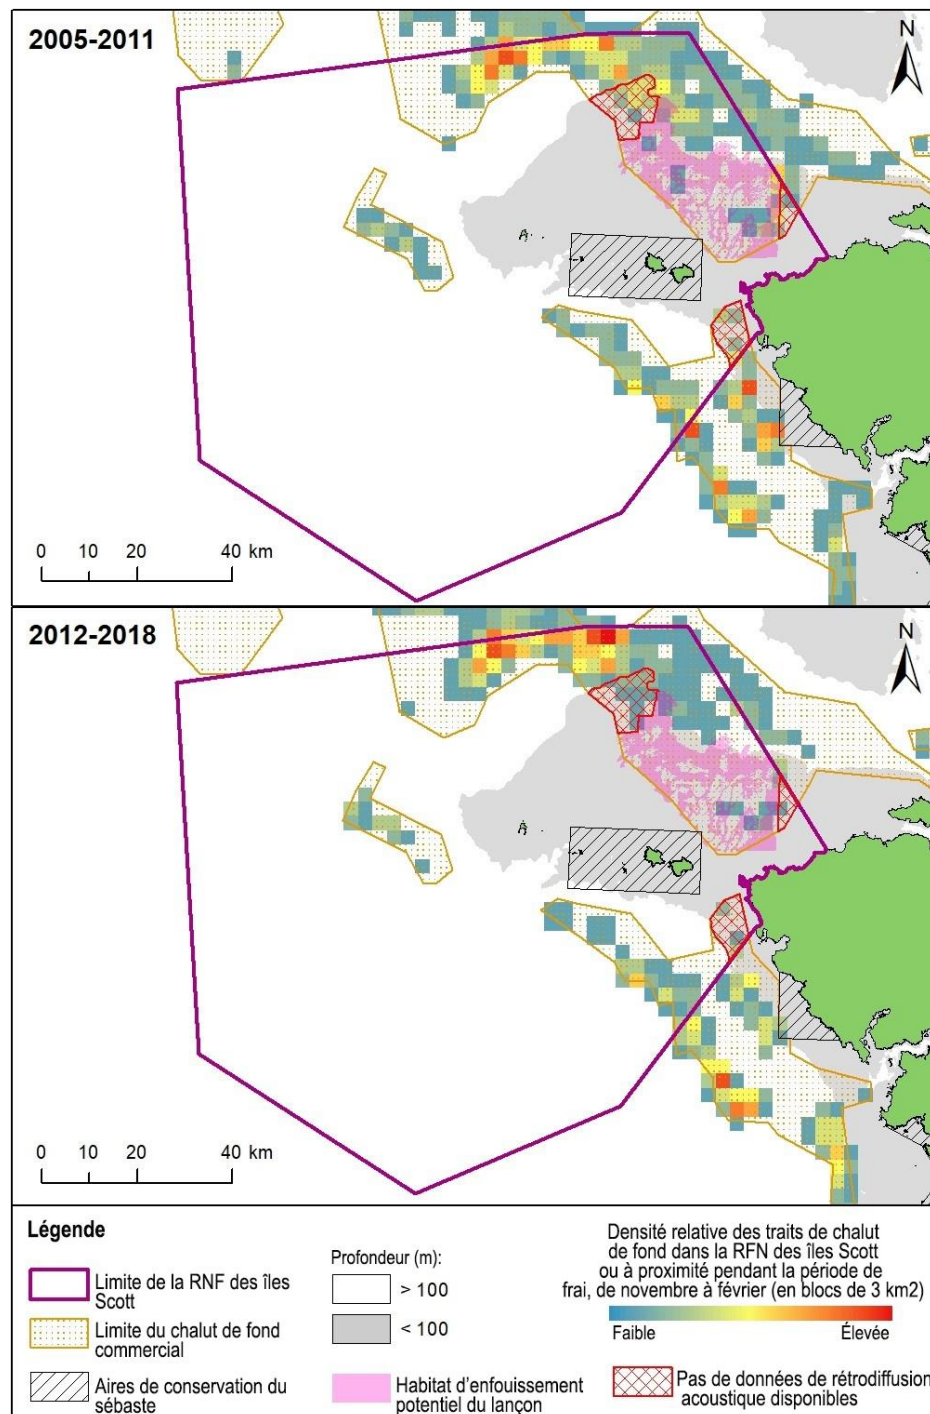 2005-2011
N
0 10 20 40 km
2012-2018
N
0 10 20 40 km
Légende
Limite de la RNF des îles
Scott
Limite du chalut de fond
commercial
Aires de conservation du
sébaste
Profondeur (m):
> 100
< 100
Habitat d'enfouissement
potentiel du lançon
Densité relative des traits de chalut
de fond dans la RFN des îles Scott
ou à proximité pendant la période de
frai, de novembre à février (en blocs de 3 km2)
Faible Élevée
Pas de données de rétrodiffusion
acoustique disponibles